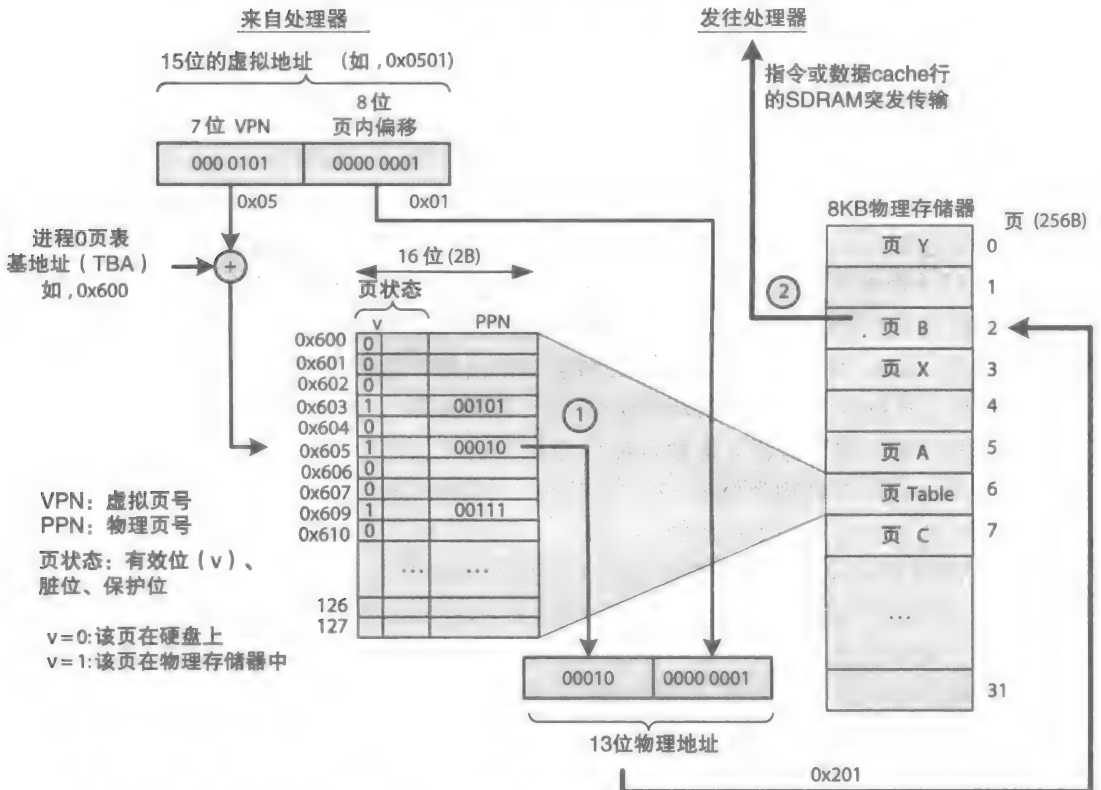 来自处理器
发往处理器
15位的虚拟地址 （如，0x0501）
指令或数据cache行
的SDRAM突发传输
7位 VPN
8位
页内偏移
000 0101
0000 0001
0x05
0x01
8KB物理存储器
页 (256B)
进程0页表
基地址（TBA）
如，0x600
+
16位(2B)
页状态
v
PPN
0x600 0
0x601 0
0x602 0
0x603 1 00101
0x604 0
0x605 1 00010
0x606 0
0x607 0
0x609 1 00111
0x610 0
... ...
126
127
1
2
页 Y 0
1
页 B 2
页 X 3
4
页 A 5
页 Table 6
页 C 7
...
31
VPN：虚拟页号
PPN：物理页号
页状态：有效位（v）、
脏位、保护位
v=0:该页在硬盘上
v=1:该页在物理存储器中
00010
0000 0001
13位物理地址
0x201